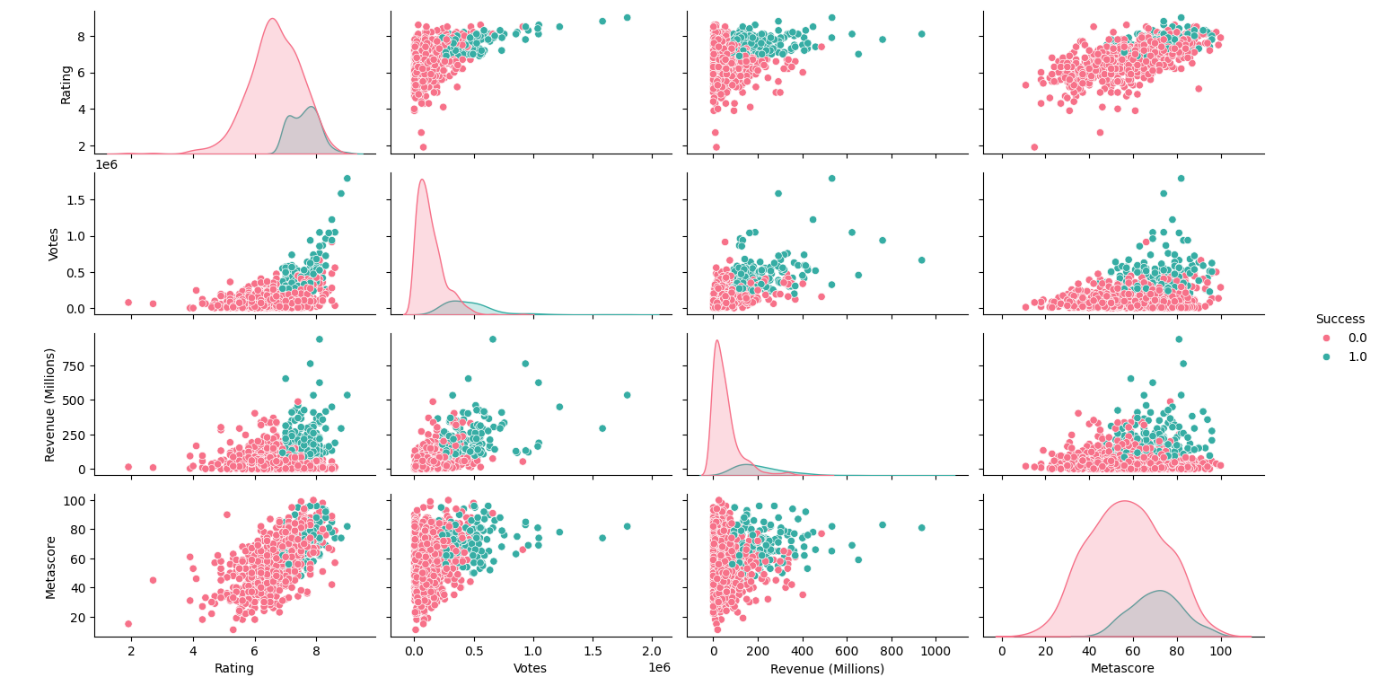 8
6
4
2
Rating
1e6
1.5
1.0
0.5
0.0
Votes
750
500
250
0
Revenue (Millions)
100
80
60
40
20
Metascore
2 4 6 8
Rating
0.0 0.5 1.0 1.5 2.0
Votes
1e6
0 200 400 600 800 1000
Revenue (Millions)
0 20 40 60 80 100
Metascore
Success
0.0
1.0